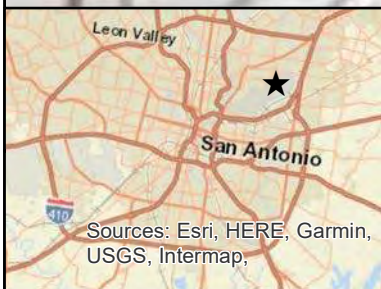 Leon Valley
San Antonio
410
Sources: Esri, HERE, Garmin,
USGS, Intermap,